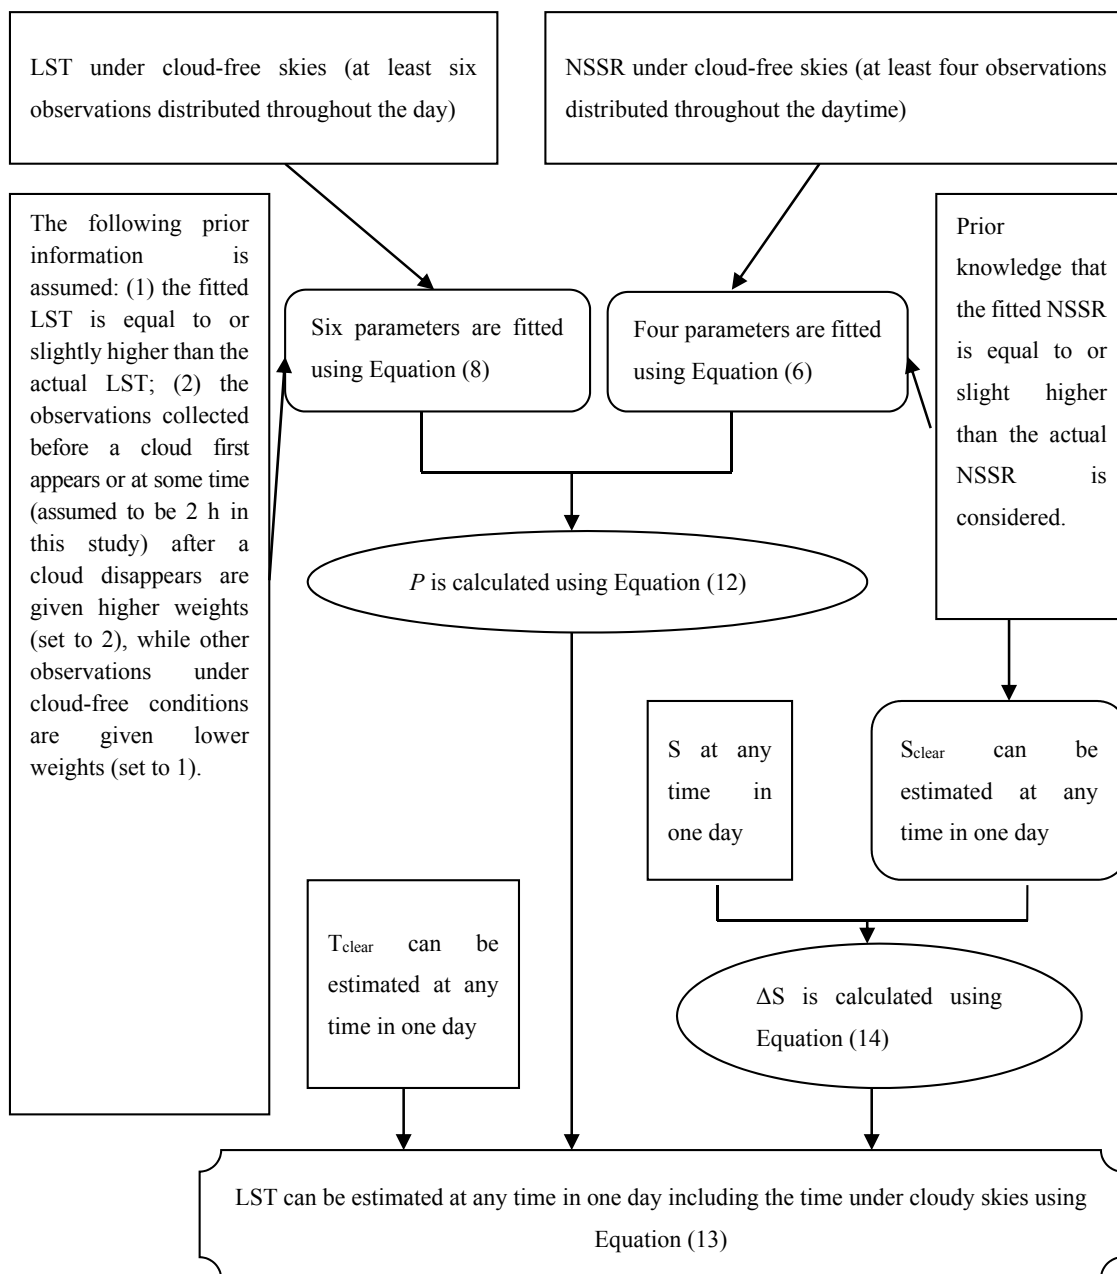 LST under cloud-free skies (at least six
observations distributed throughout the day)
NSSR under cloud-free skies (at least four observations
distributed throughout the daytime)
The following prior
information is
assumed: (1) the fitted
LST is equal to or
slightly higher than the
actual LST; (2) the
observations collected
before a cloud first
appears or at some time
(assumed to be 2 h in
this study) after a
cloud disappears are
given higher weights
(set to 2), while other
observations under
cloud-free conditions
are given lower
weights (set to 1).
Six parameters are fitted
using Equation (8)
Four parameters are fitted
using Equation (6)
Prior
knowledge that
the fitted NSSR
is equal to or
slight higher
than the actual
NSSR is
considered.
P is calculated using Equation (12)
S at any
time in
one day
Sclear can be
estimated at any
time in one day
Tclear can be
estimated at any
time in one day
ΔS is calculated using
Equation (14)
LST can be estimated at any time in one day including the time under cloudy skies using
Equation (13)